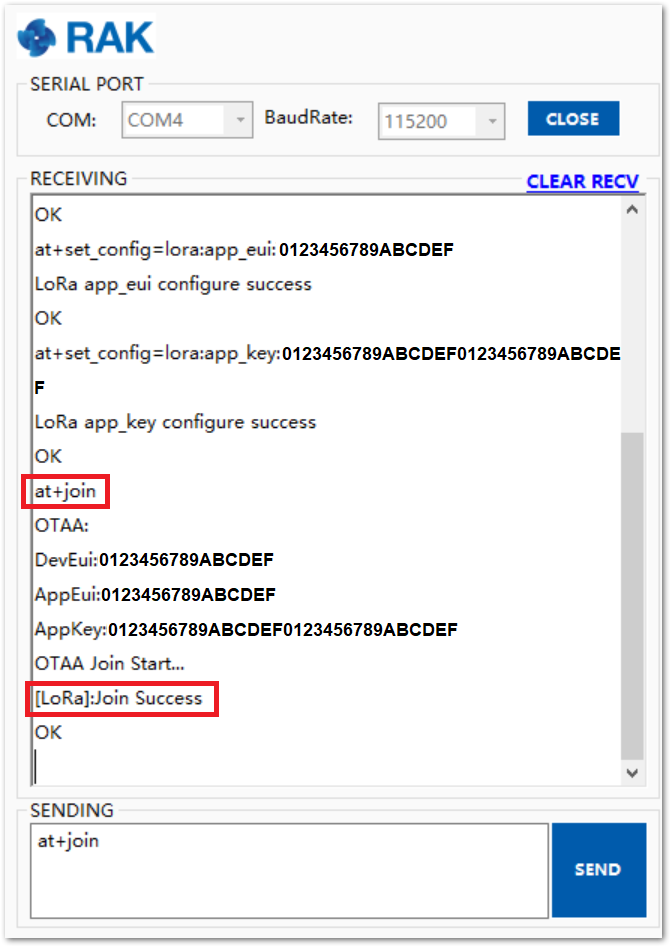 RAK
SERIAL PORT
COM: COM4 BaudRate: 115200 CLOSE
RECEIVING CLEAR RECV
OK
at+set_config=lora:app_eui:0123456789ABCDEF
LoRa app_eui configure success
OK
at+set_config=lora:app_key:0123456789ABCDEF0123456789ABCDE
F
LoRa app_key configure success
OK
at+join
OTAA:
DevEui:0123456789ABCDEF
AppEui:0123456789ABCDEF
AppKey:0123456789ABCDEF0123456789ABCDEF
OTAA Join Start...
[LoRa]:Join Success
OK
SENDING
at+join
SEND